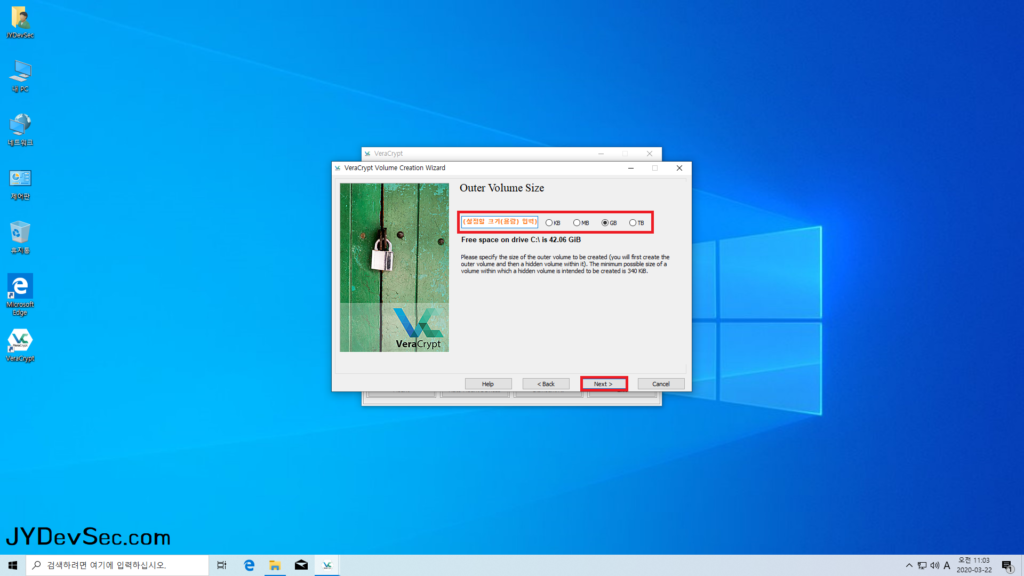 JYDevSec
내 PC
네트워크
제어판
휴지통
Microsoft
Edge
VeraCrypt
VeraCrypt
VeraCrypt Volume Creation Wizard
Outer Volume Size
(설정할 크기(용량) 입력)
KB
MB
GB
TB
Free space on drive C:\ is 42.06 GiB
Please specify the size of the outer volume to be created (you will first create the
outer volume and then a hidden volume within it). The minimum possible size of a
volume within which a hidden volume is intended to be created is 340 KiB.
VeraCrypt
Help
< Back
Next >
Cancel
JYDevSec.com
검색하려면 여기에 입력하십시오.
A
오전 11:03
2020-03-22
1